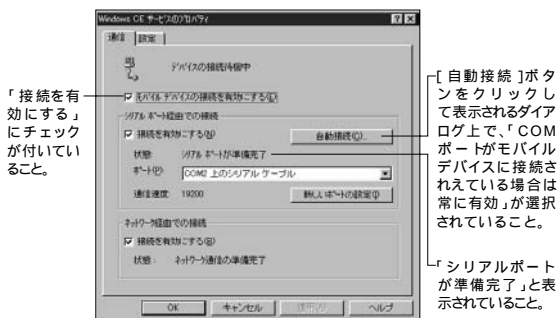 Windows CE サービスのプロパティ
通信 設定
デバイスの接続待機中
モバイル デバイスの接続を有効にする(E)
シリアル ポート経由での接続
接続を有効にする(N)
自動接続(C)...
状態: シリアル ポートが準備完了
ポート(P) COM2 上のシリアル ケーブル
通信速度: 19200
新しいポートの設定(I)
ネットワーク経由での接続
接続を有効にする(B)
状態: ネットワーク通信の準備完了
OK
キャンセル
適用(A)
ヘルプ
「接続を有
効にする」
にチェック
が付いてい
ること。
[自動接続]ボタ
ンをクリックし
て表示されるダイア
ログ上で、「COM
ポートがモバイル
デバイスに接続さ
れえている場合は
常に有効」が選択
されていること。
「シリアルポート
が準備完了」と表
示されていること。